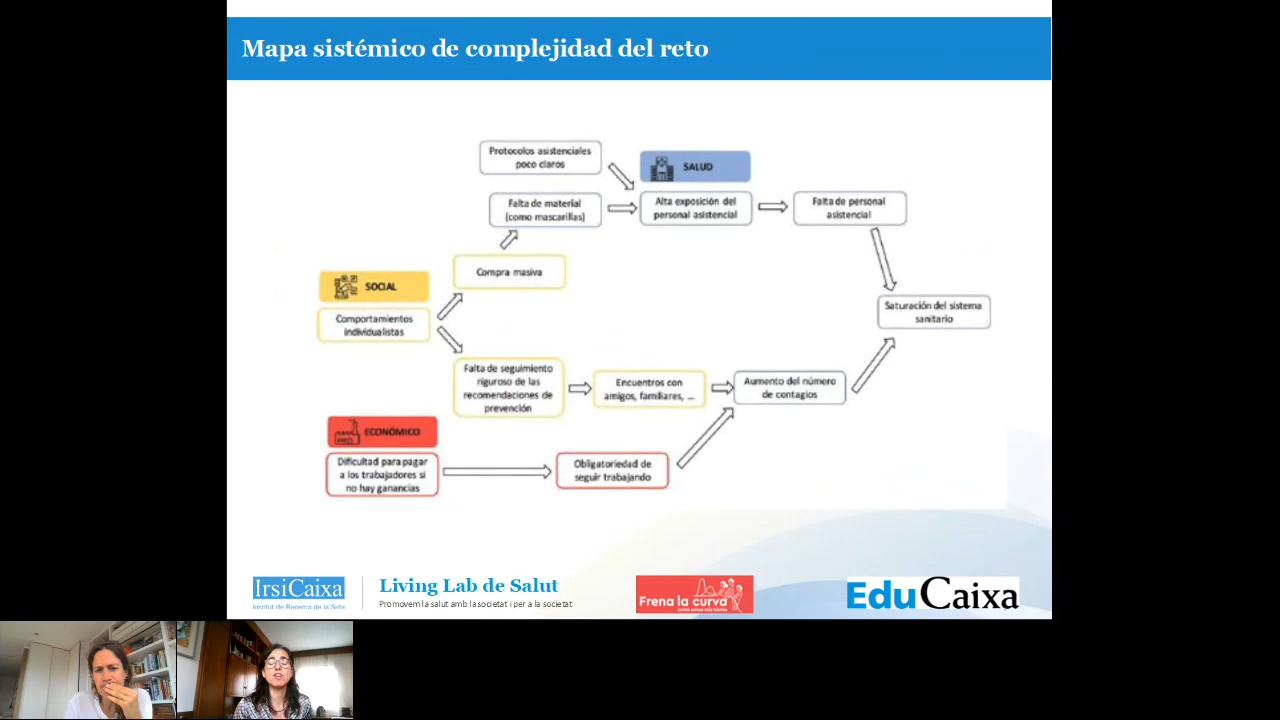 Mapa sistémico de complejidad del reto
Protocolos asistenciales
poco claros
SALUD
Falta de material
(como mascarillas)
Alta exposición del
personal asistencial
Falta de personal
asistencial
Compra masiva
SOCIAL
Comportamientos
individualistas
Saturación del sistema
sanitario
Falta de seguimiento
riguroso de las
recomendaciones de
prevención
Encuentros con
amigos, familiares, ...
Aumento del número
de contagios
ECONÓMICO
Dificultad para pagar
a los trabajadores si
no hay ganancias
Obligatoriedad de
seguir trabajando
IrsiCaixa
Institut de Recerca de la Sida
Living Lab de Salut
Promovem la salut amb la societat i per a la societat
Frena la curva
EduCaixa